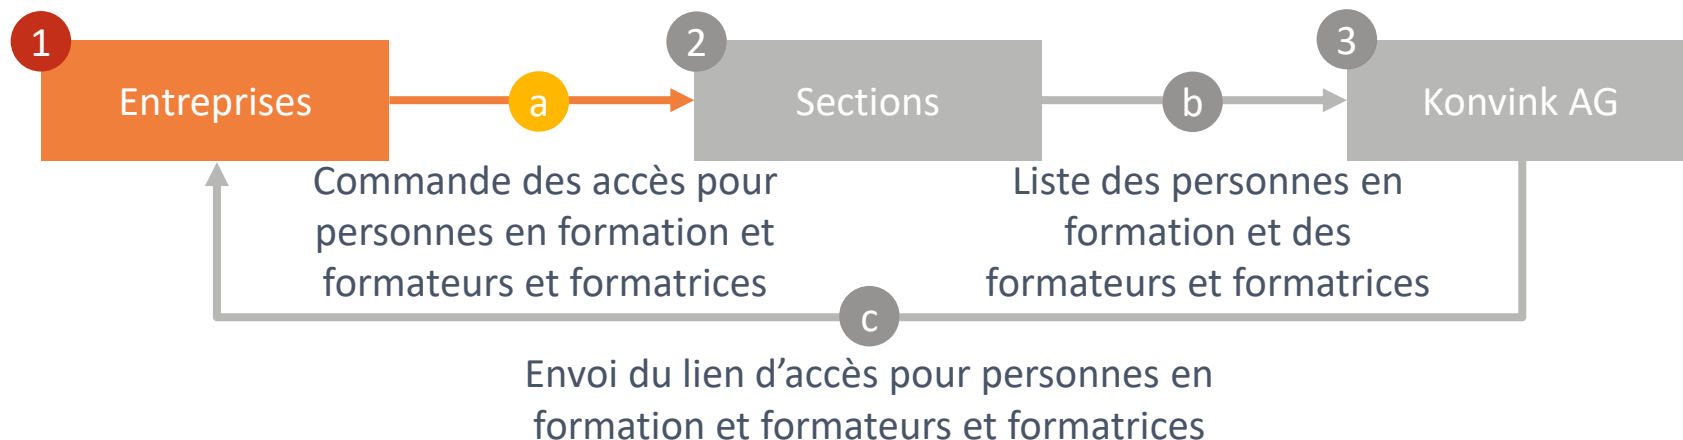 1
Entreprises
a
2
Sections
b
3
Konvink AG
Commande des accès pour
personnes en formation et
formateurs et formatrices
Liste des personnes en
formation et des
formateurs et formatrices
c
Envoi du lien d’accès pour personnes en
formation et formateurs et formatrices